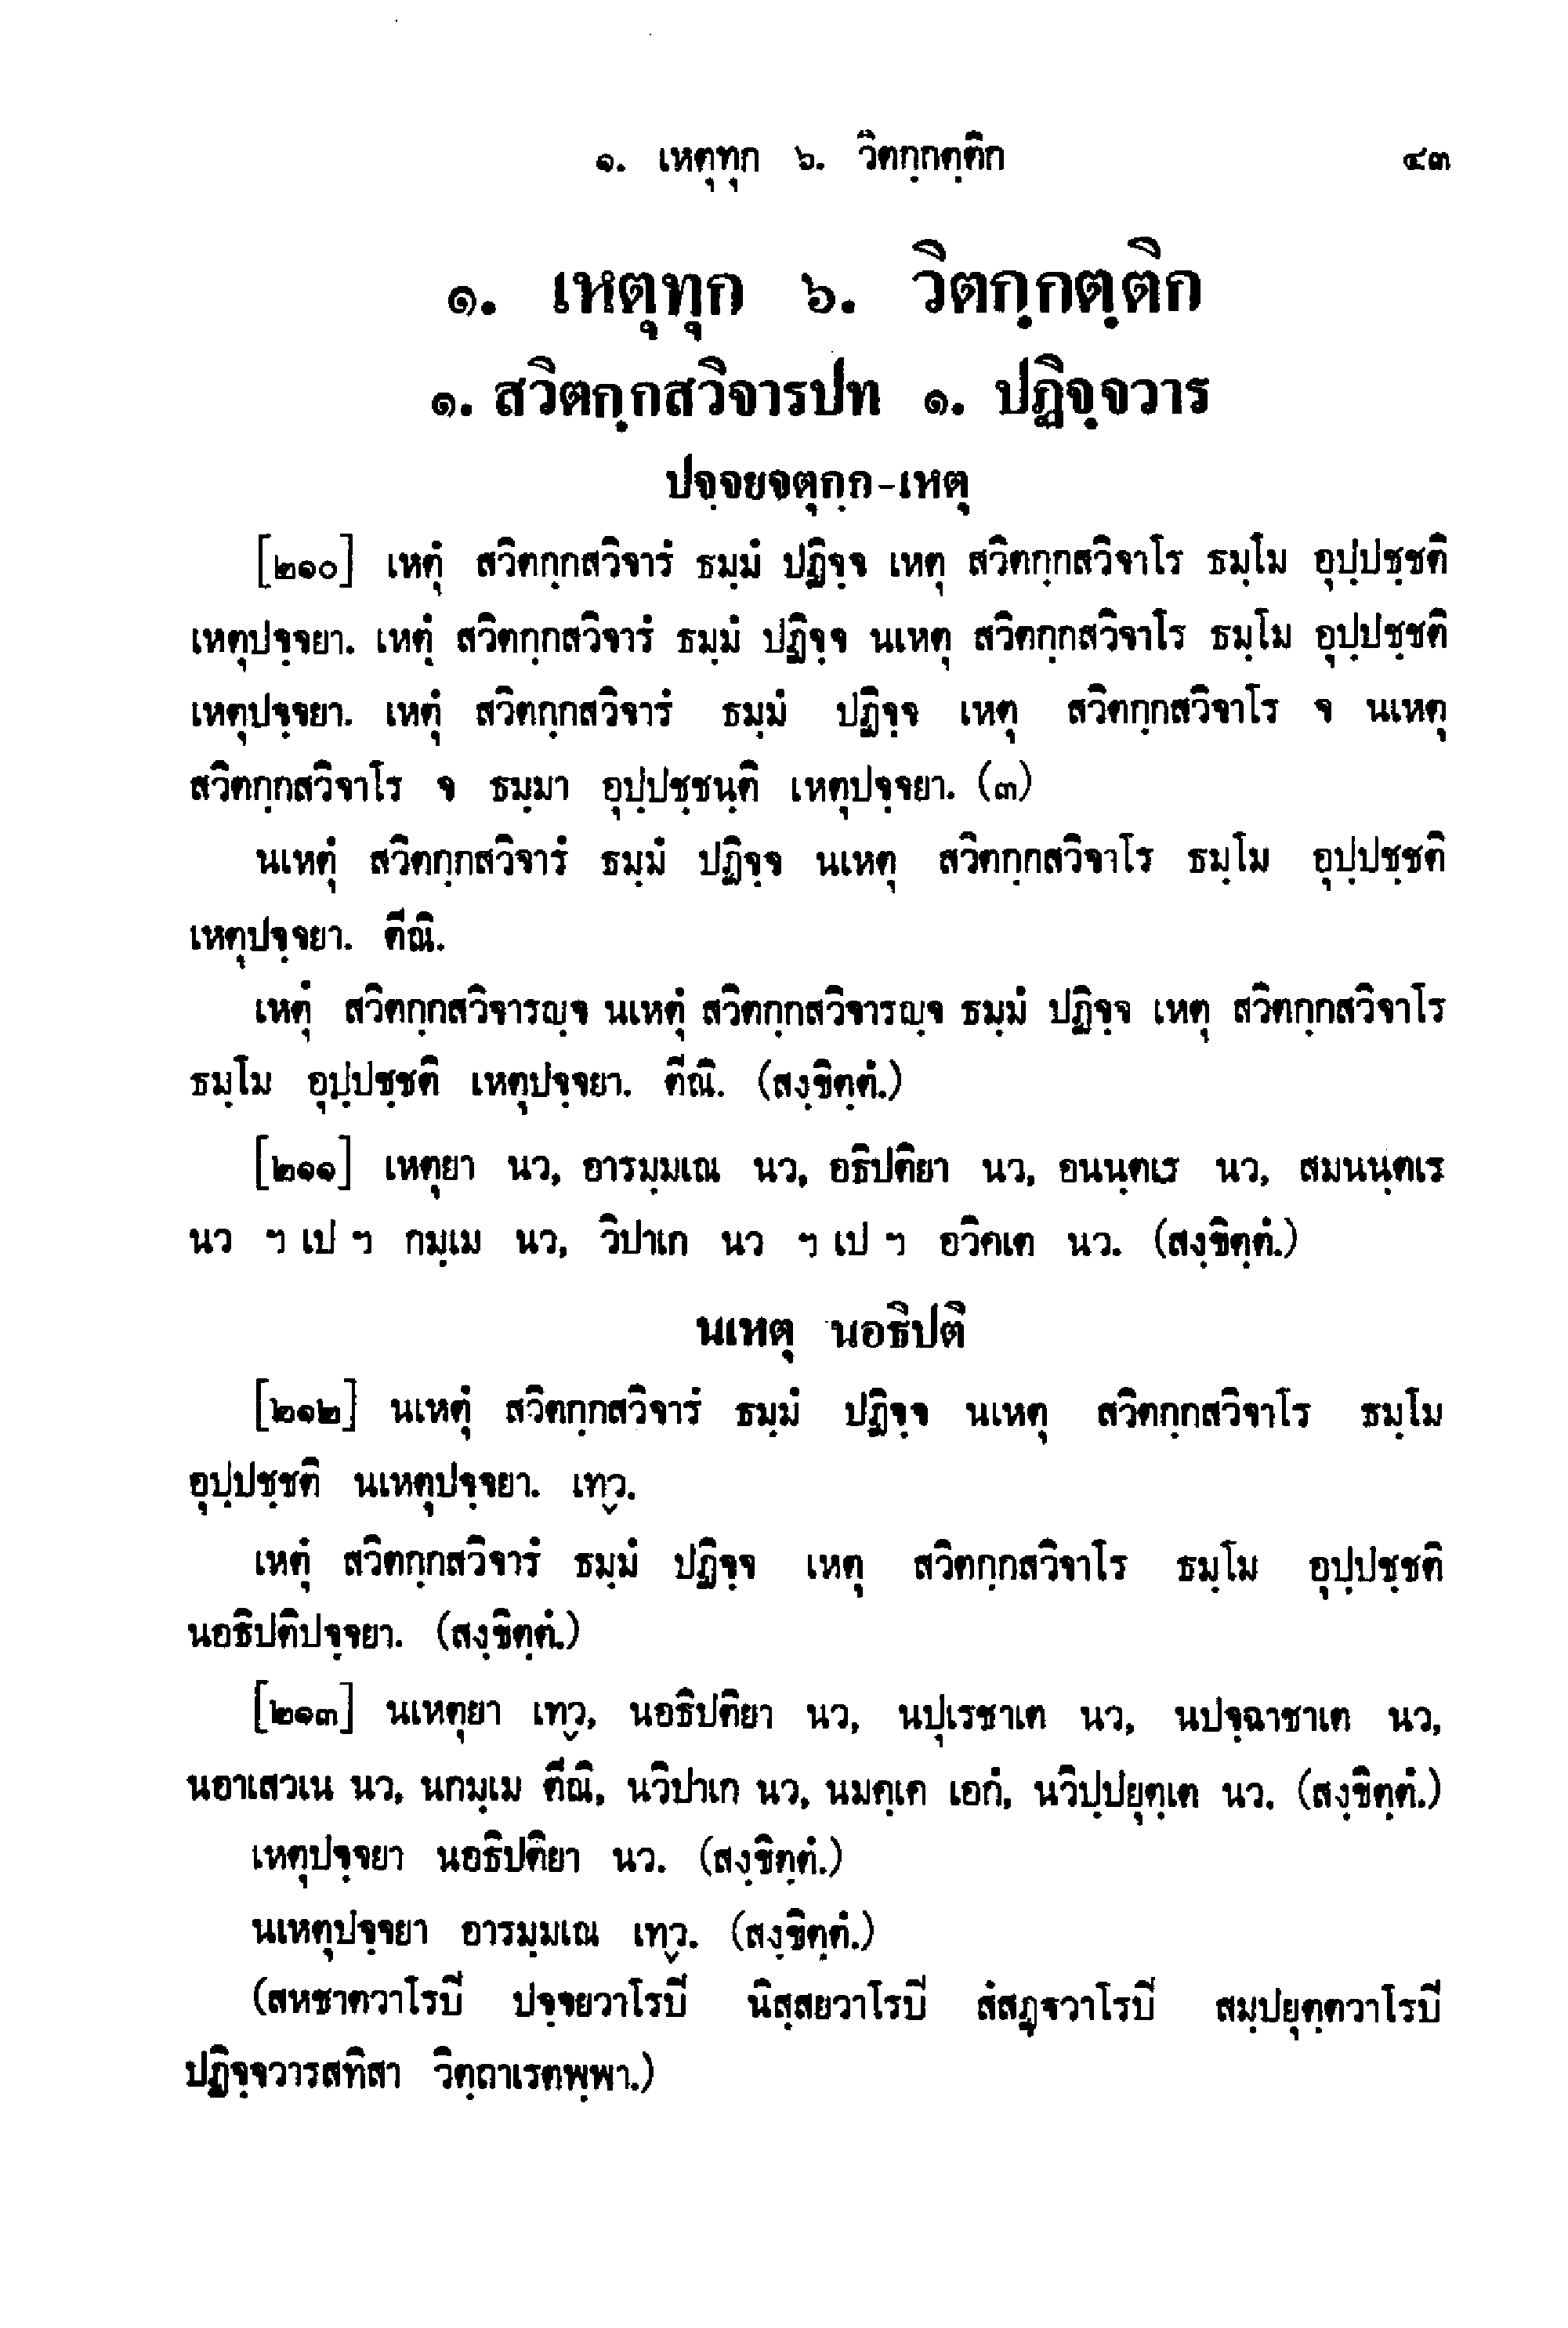 ๑. เหตุทุก ๖. วิตกฺกตฺติก ๔๓
๑. เหตุทุก ๖. วิตกฺกตฺติก
๑. สวิตกฺกสวิจารปท ๑. ปฏิจฺจวาร
ปจฺจยจตุกฺก-เหตุ
[๒๑๐] เหตุํ สวิตกฺกสวิจารํ ธมฺมํ ปฏิจฺจ เหตุ สวิตกฺกสวิจาโร ธมฺโม อุปฺปชฺชติ
เหตุปจฺจยา. เหตุํ สวิตกฺกสวิจารํ ธมฺมํ ปฏิจฺจ นเหตุ สวิตกฺกสวิจาโร ธมฺโม อุปฺปชฺชติ
เหตุปจฺจยา. เหตุํ สวิตกฺกสวิจารํ ธมฺมํ ปฏิจฺจ เหตุ สวิตกฺกสวิจาโร จ นเหตุ
สวิตกฺกสวิจาโร จ ธมฺมา อุปฺปชฺชนฺติ เหตุปจฺจยา. (๓)
นเหตุํ สวิตกฺกสวิจารํ ธมฺมํ ปฏิจฺจ นเหตุ สวิตกฺกสวิจาโร ธมฺโม อุปฺปชฺชติ
เหตุปจฺจยา. ตีณิ.
เหตุํ สวิตกฺกสวิจารญฺจ นเหตุํ สวิตกฺกสวิจารญฺจ ธมฺมํ ปฏิจฺจ เหตุ สวิตกฺกสวิจาโร
ธมฺโม อุปฺปชฺชติ เหตุปจฺจยา. ตีณิ. (สงฺขิตฺตํ.)
[๒๑๑] เหตุยา นว, อารมฺมเณ นว, อธิปติยา นว, อนนฺตเร นว, สมนนฺตเร
นว ฯ เป ฯ กมฺเม นว, วิปาเก นว ฯ เป ฯ อวิคเต นว. (สงฺขิตฺตํ.)
นเหตุ นอธิปติ
[๒๑๒] นเหตุํ สวิตกฺกสวิจารํ ธมฺมํ ปฏิจฺจ นเหตุ สวิตกฺกสวิจาโร ธมฺโม
อุปฺปชฺชติ นเหตุปจฺจยา. เทฺว.
เหตุํ สวิตกฺกสวิจารํ ธมฺมํ ปฏิจฺจ เหตุ สวิตกฺกสวิจาโร ธมฺโม อุปฺปชฺชติ
นอธิปติปจฺจยา. (สงฺขิตฺตํ.)
[๒๑๓] นเหตุยา เทฺว, นอธิปติยา นว, นปุเรชาเต นว, นปจฺฉาชาเต นว,
นอาเสวเน นว, นกมฺเม ตีณิ, นวิปาเก นว, นมคฺเค เอกํ, นวิปฺปยุตฺเต นว. (สงฺขิตฺตํ.)
เหตุปจฺจยา นอธิปติยา นว. (สงฺขิตฺตํ.)
นเหตุปจฺจยา อารมฺมเณ เทฺว. (สงฺขิตฺตํ.)
(สหชาตวาโรปี ปจฺจยวาโรปี นิสฺสยวาโรปี สํสฏฺฐวาโรปี สมฺปยุตฺตวาโรปี
ปฏิจฺจวารสทิสา วิตฺถาเรตพฺพา.)